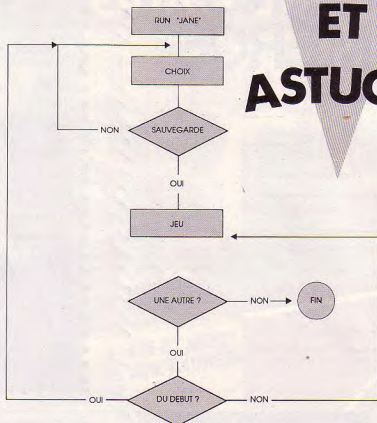 RUN "JANE"
ET
CHOIX
ASTUC
NON
SAUVEGARDE
OUI
JEU
UNE AUTRE ?
NON
FIN
OUI
OUI
DU DEBUT ?
NON